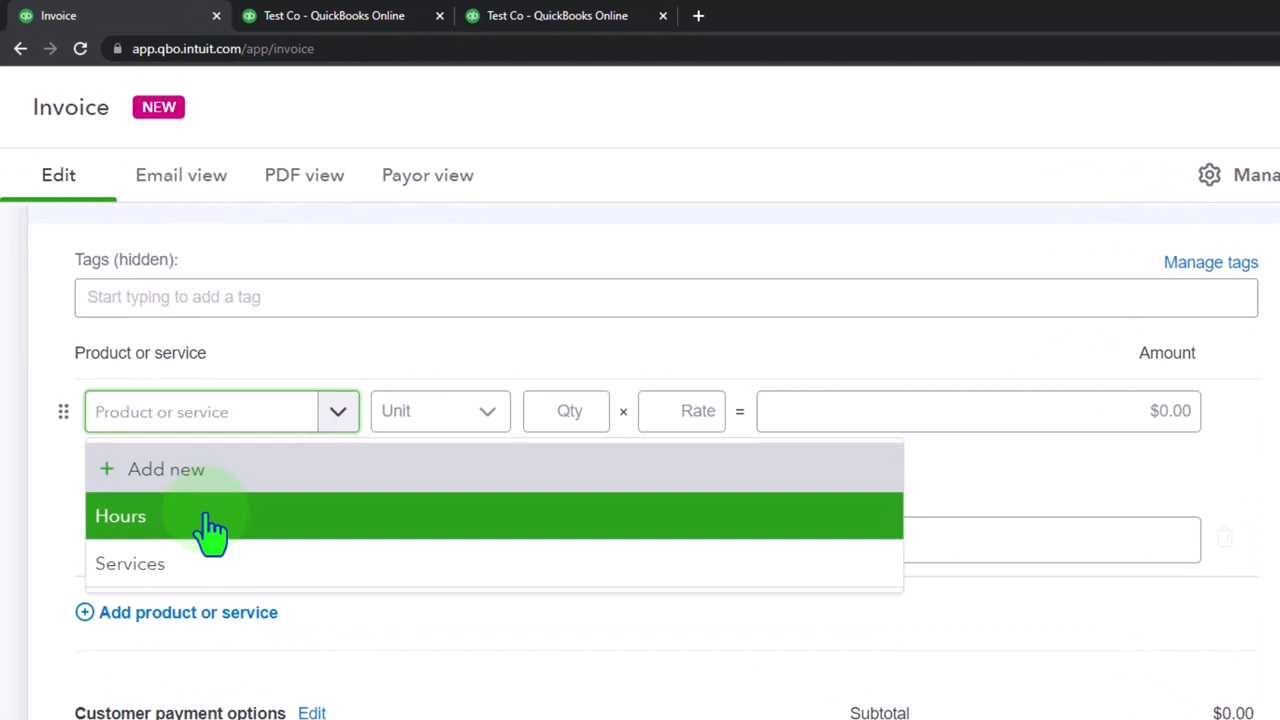 Invoice
Test Co - QuickBooks Online
Test Co - QuickBooks Online
app.qbo.intuit.com/app/invoice
Invoice NEW
Edit Email view PDF view Payor view Mana
Tags (hidden): Manage tags
Start typing to add a tag
Product or service Amount
Product or service Unit Qty × Rate = $0.00
+ Add new
Hours
Services
Add product or service
Customer payment options Edit Subtotal $0.00